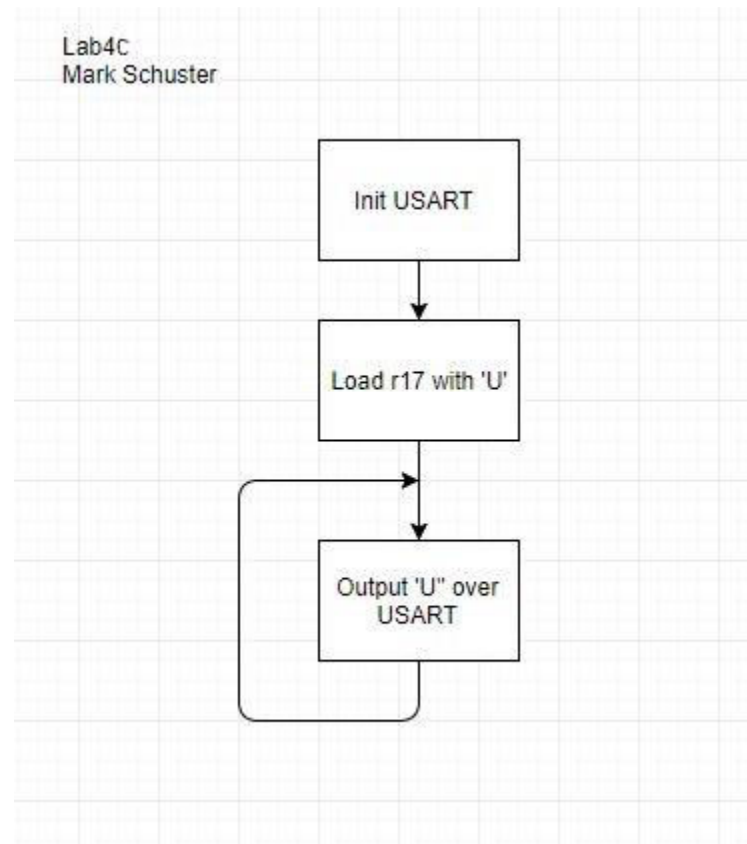 Lab4C
Mark Schuster
Init USART
Load r17 with 'U'
Output 'U" over
USART